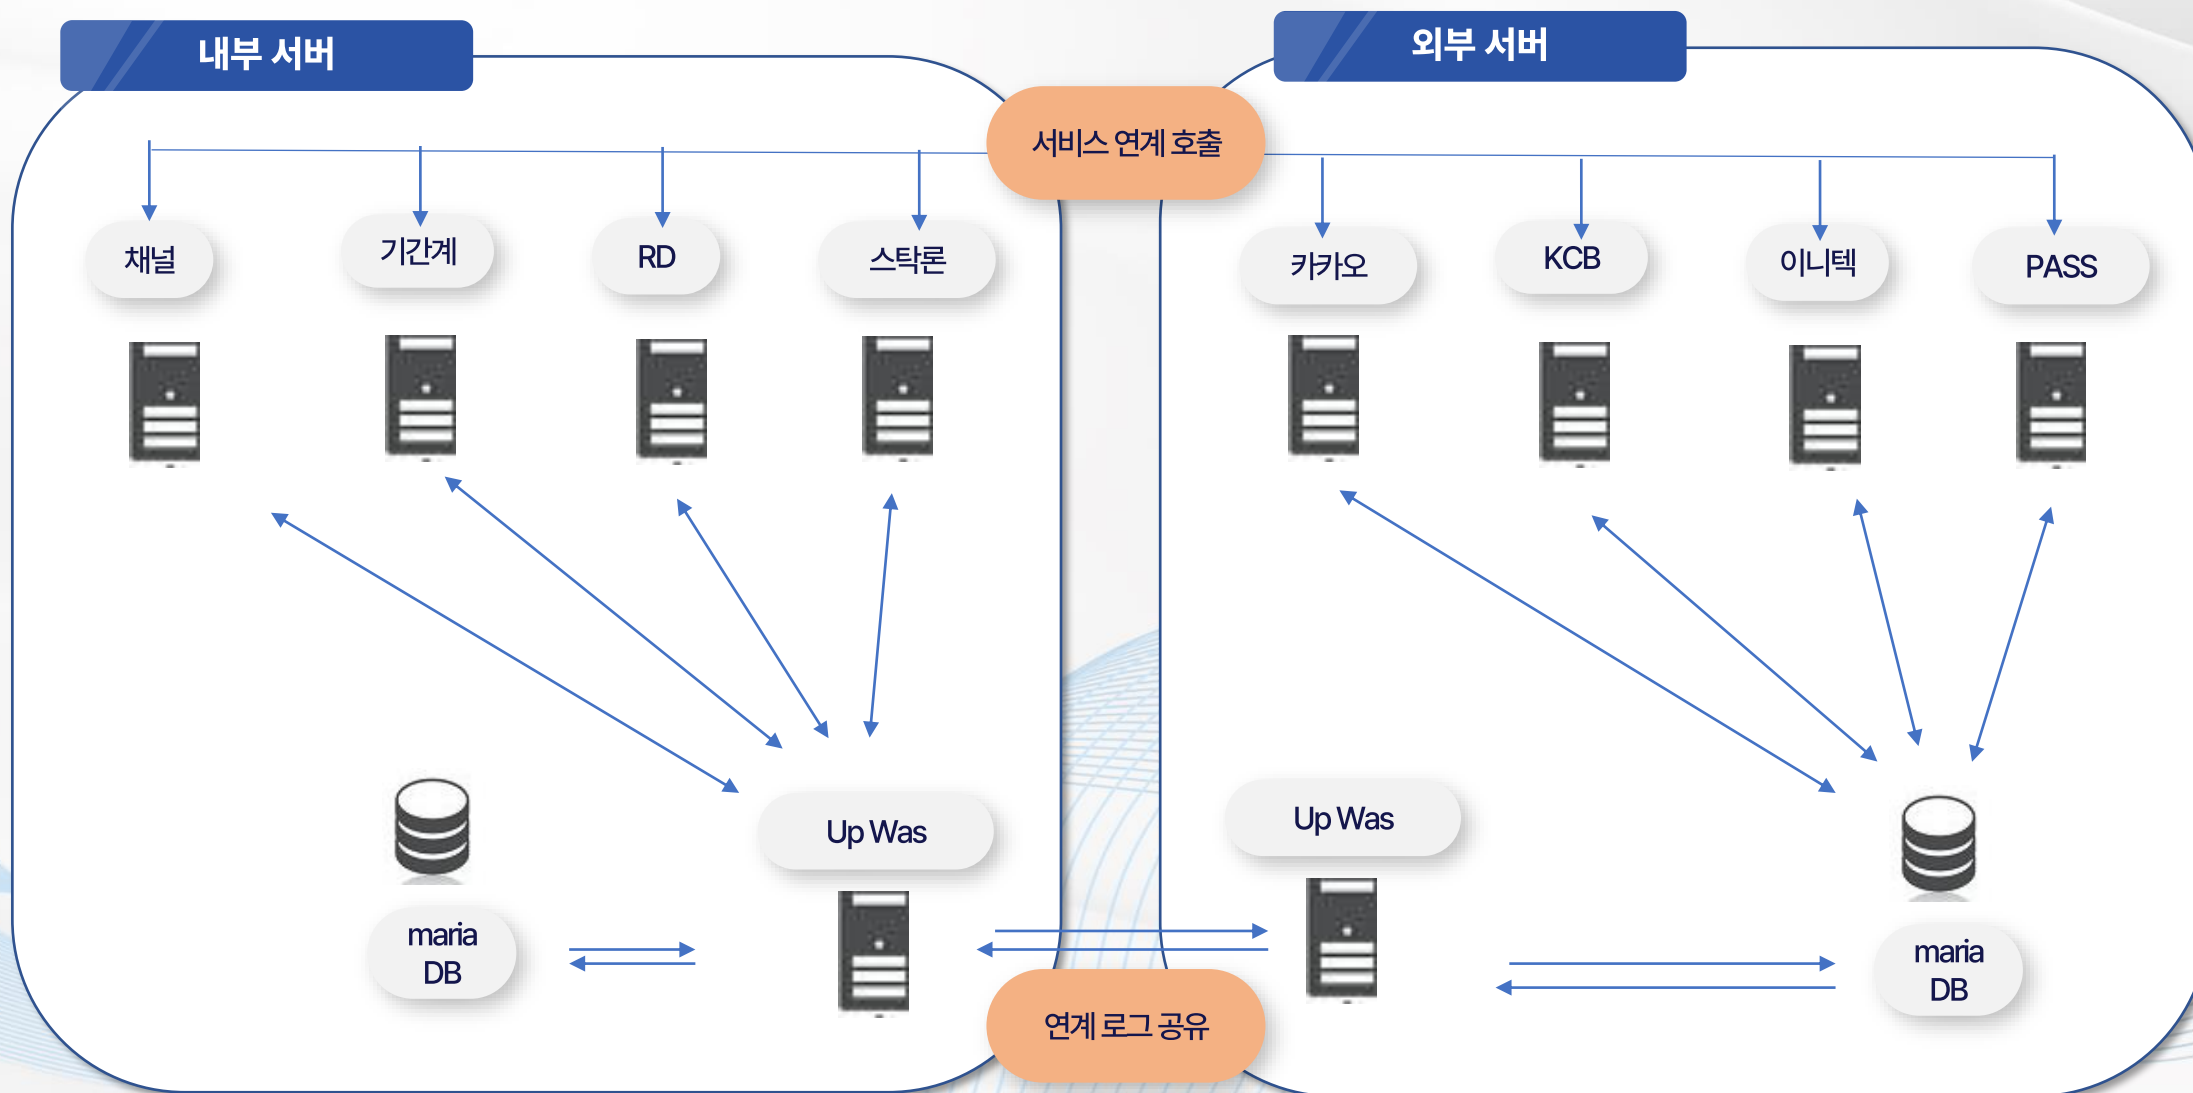 내부 서버
외부 서버
서비스 연계 호출
채널
기간계
RD
스탁론
카카오
KCB
이니텍
PASS
Up Was
Up Was
maria
DB
maria
DB
연계 로그 공유